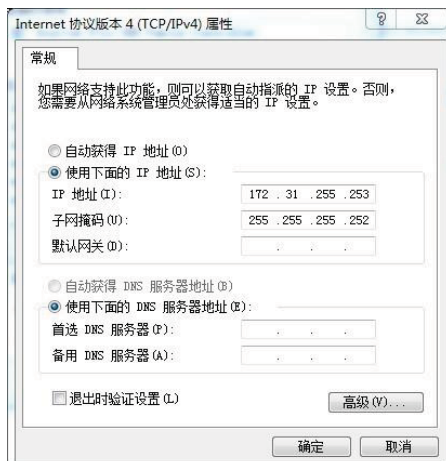 Internet 协议版本 4 (TCP/IPv4) 属性
常规
如果网络支持此功能，则可以获取自动指派的 IP 设置。否则，
您需要从网络系统管理员处获得适当的 IP 设置。
自动获得 IP 地址(O)
使用下面的 IP 地址(S):
IP 地址(I): 172 . 31 .255 .253
子网掩码(U): 255 .255 .255 .252
默认网关(D): . . .
自动获得 DNS 服务器地址(B)
使用下面的 DNS 服务器地址(E):
首选 DNS 服务器(P): . . .
备用 DNS 服务器(A): . . .
退出时验证设置(L)
高级(V)...
确定 取消